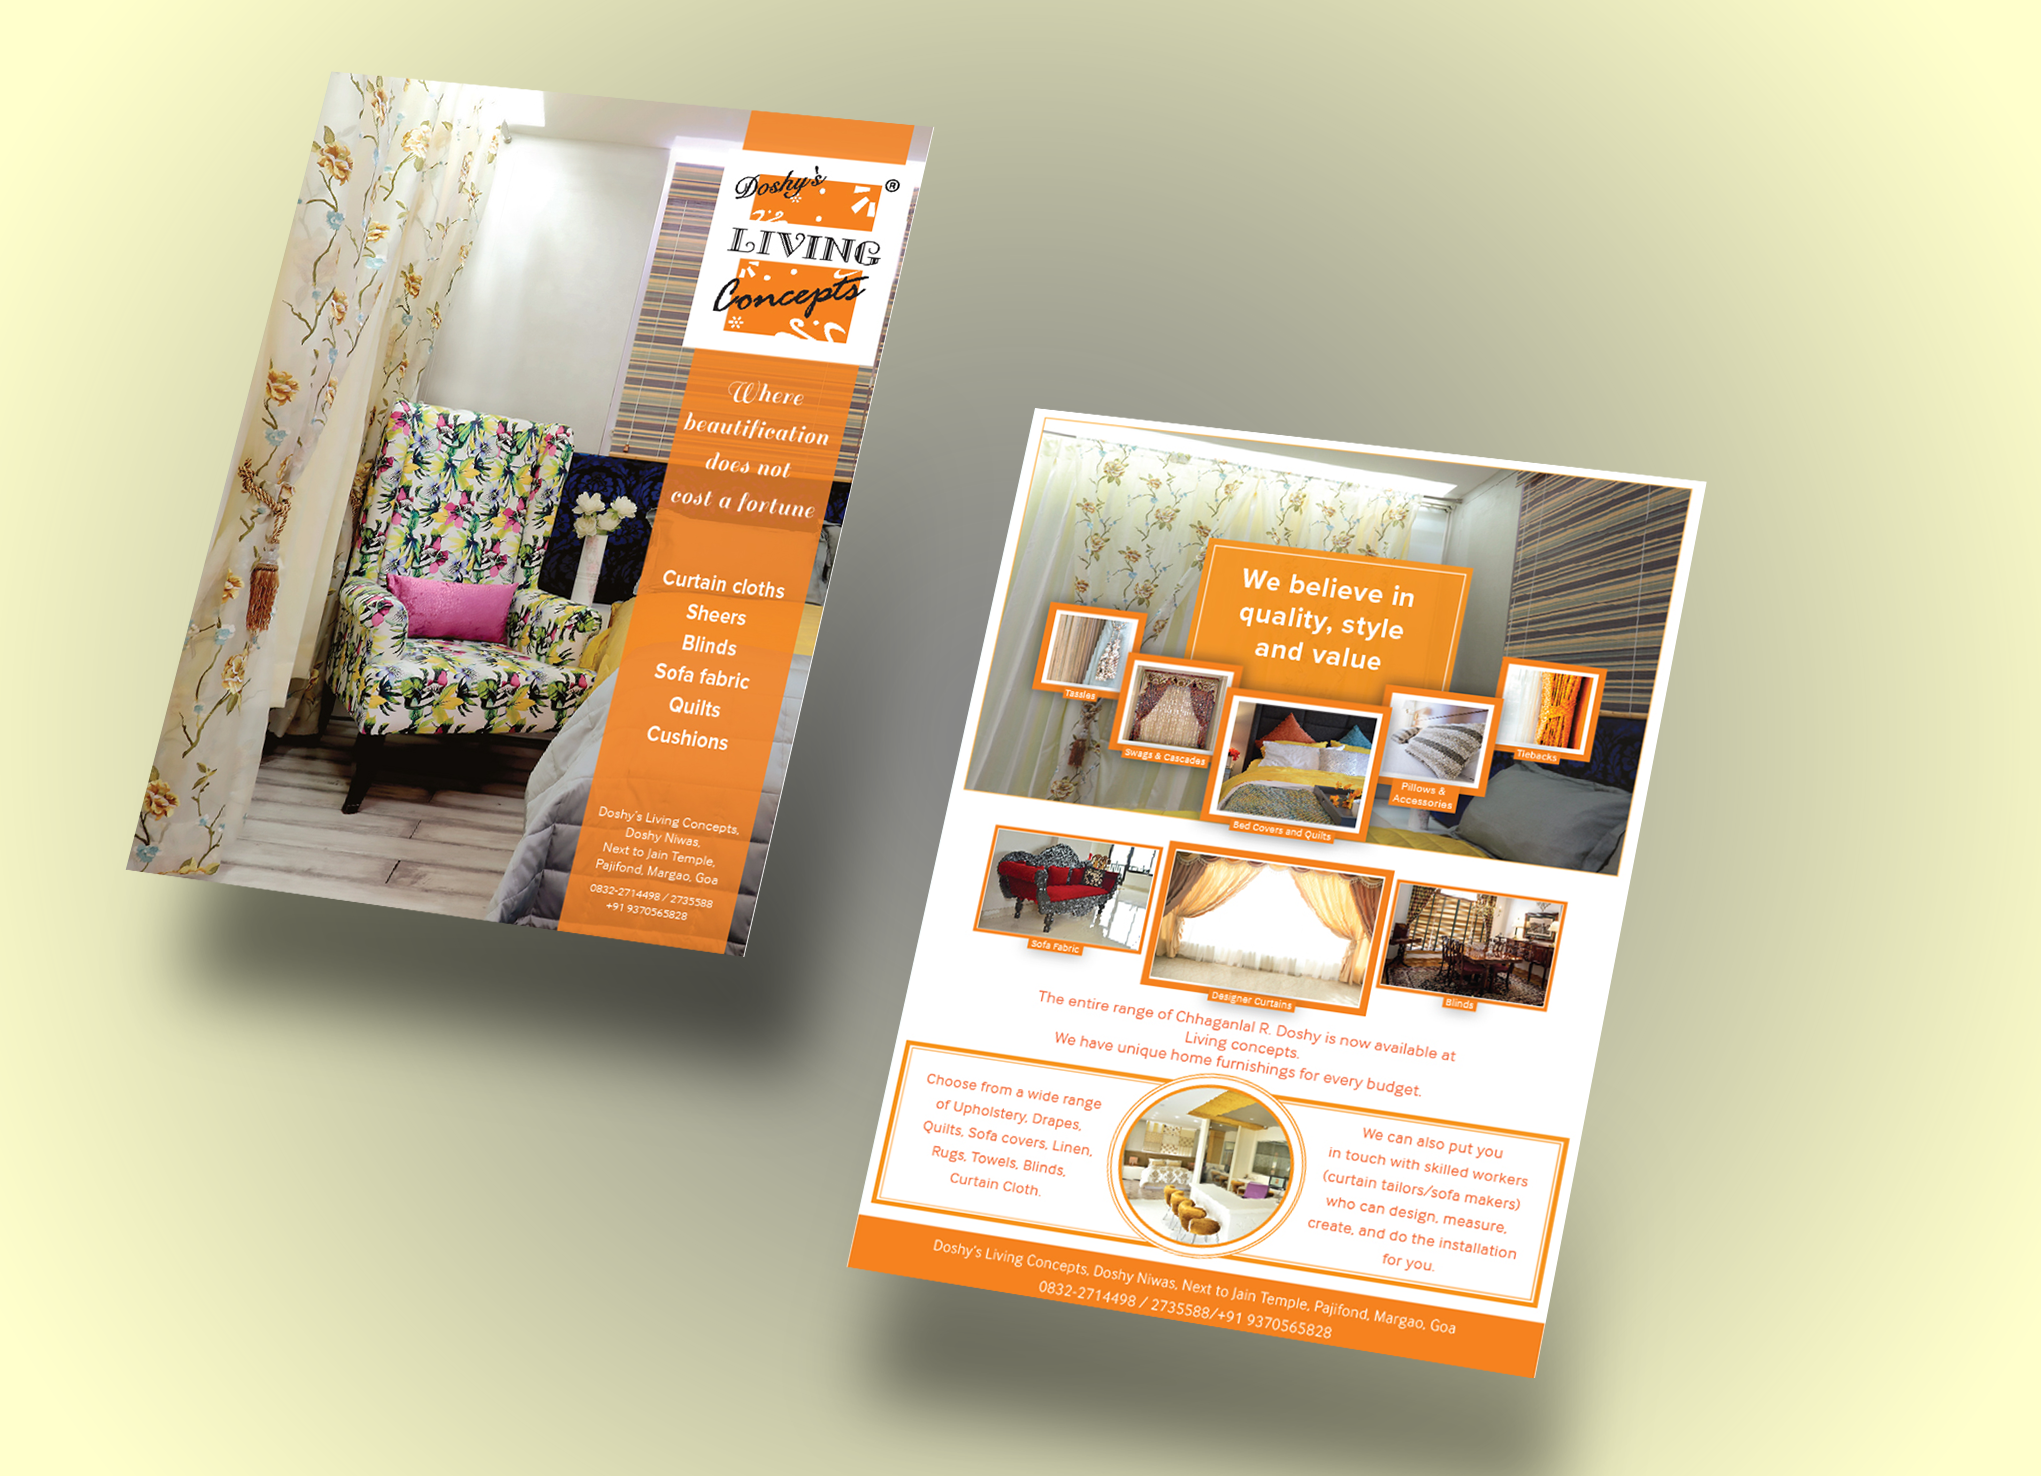 Doshy's
®
LIVING
Concepts
Where
beautification
does not
cost a fortune
Curtain cloths
Sheers
Blinds
Sofa fabric
Quilts
Cushions
Doshy's Living Concepts,
Doshy Niwas,
Next to Jain Temple,
Pajifond, Margao, Goa
0832-2714498 / 2735588
+91 9370565828
We believe in
quality, style
and value
Tassles
Swags & Cascades
Bed Covers and Quilts
Pillows &
Accessories
Tiebacks
Sofa Fabric
Designer Curtains
Blinds
The entire range of Chhaganlal R. Doshy is now available at
Living concepts.
We have unique home furnishings for every budget.
Choose from a wide range
of Upholstery, Drapes,
Quilts, Sofa covers, Linen,
Rugs, Towels, Blinds,
Curtain Cloth.
We can also put you
in touch with skilled workers
(curtain tailors/sofa makers)
who can design, measure,
create, and do the installation
for you.
Doshy's Living Concepts, Doshy Niwas, Next to Jain Temple, Pajifond, Margao, Goa
0832-2714498 / 2735588/+91 9370565828